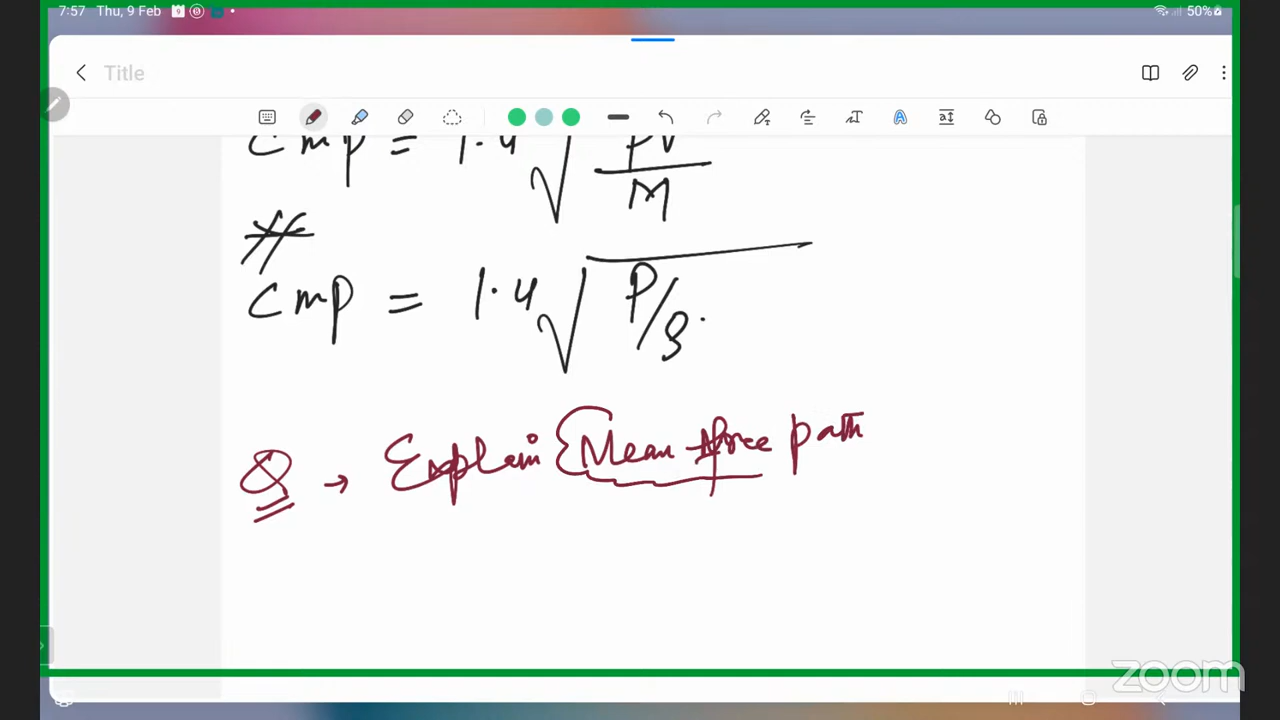 7:57 Thu, 9 Feb
50%
Title
Cmp = 1.4 √ PV / M
Cmp = 1.4 √ P/ρ.
Q → Explain Mean free path
zoom